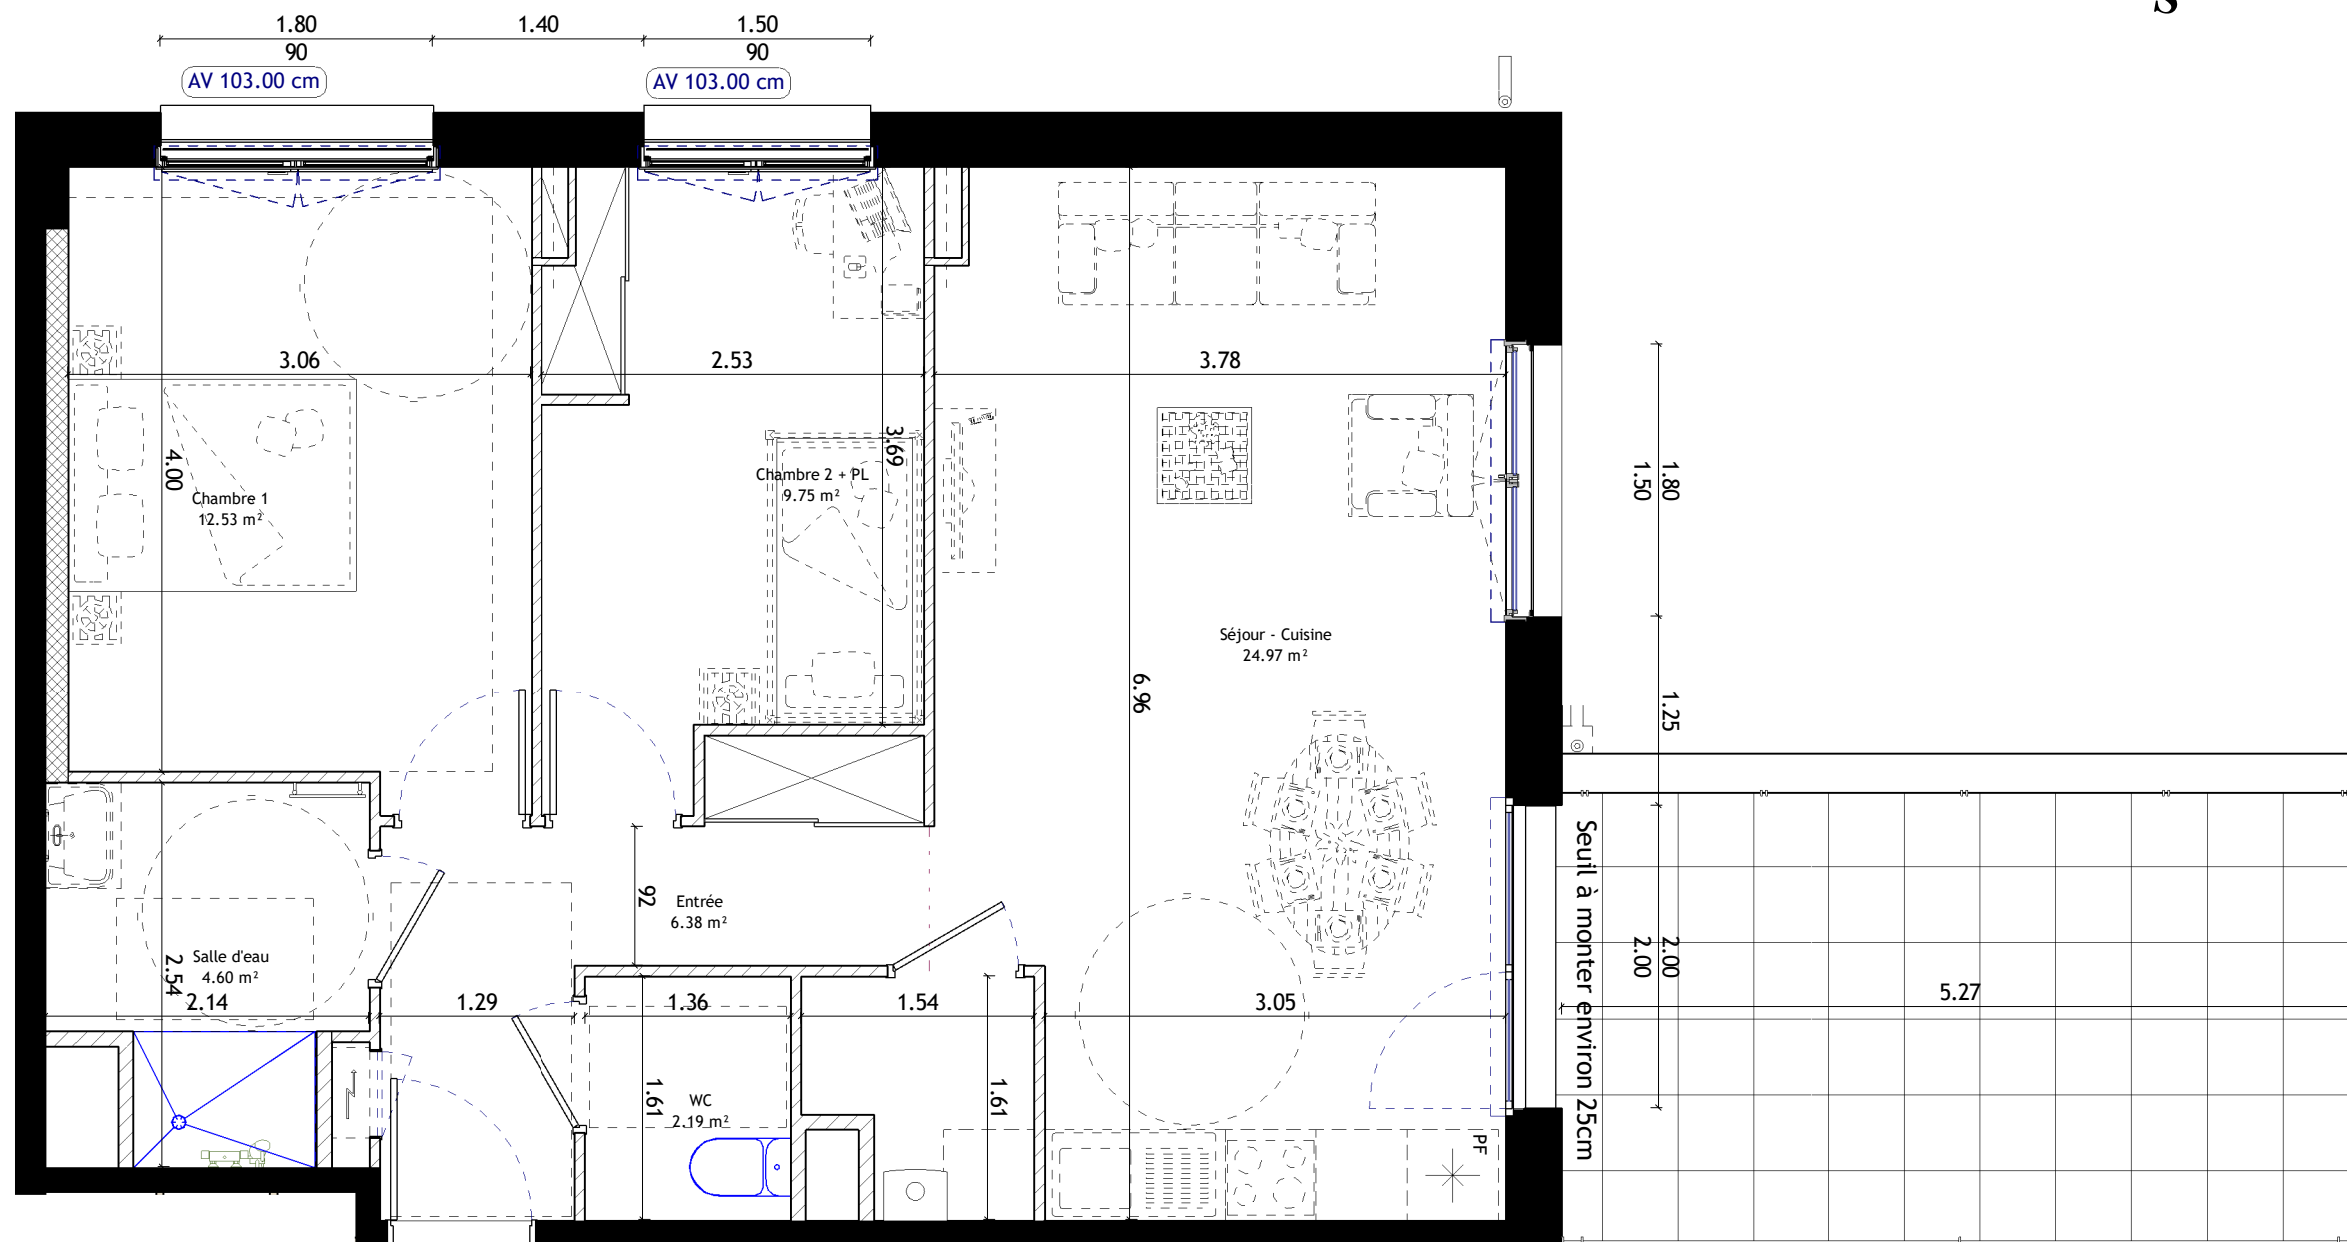 S
1.80
1.40
1.50
90
90
AV 103.00 cm
AV 103.00 cm
3.06
2.53
3.78
4.00
3.69
Chambre 1
12.53 m²
Chambre 2 + PL
9.75 m²
1.80
1.50
Séjour - Cuisine
24.97 m²
6.96
1.25
92
Entrée
6.38 m²
Salle d'eau
4.60 m²
2.54
2.14
1.29
1.36
1.54
3.05
2.00
2.00
5.27
Seuil à monter environ 25cm
WC
2.19 m²
1.61
1.61
PF